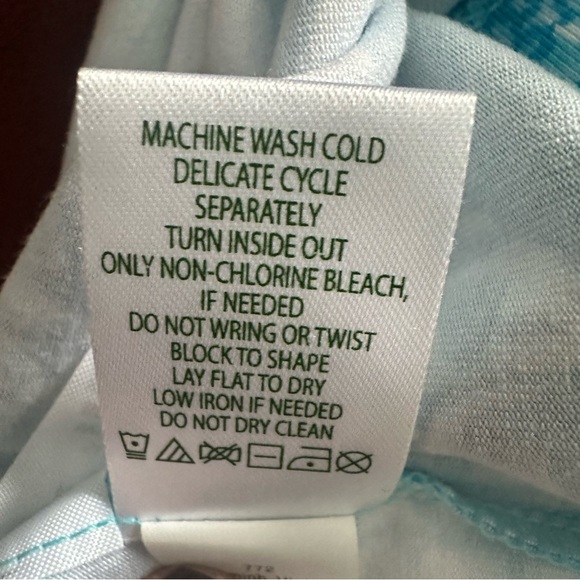 MACHINE WASH COLD
DELICATE CYCLE
SEPARATELY
TURN INSIDE OUT
ONLY NON-CHLORINE BLEACH,
IF NEEDED
DO NOT WRING OR TWIST
BLOCK TO SHAPE
LAY FLAT TO DRY
LOW IRON IF NEEDED
DO NOT DRY CLEAN